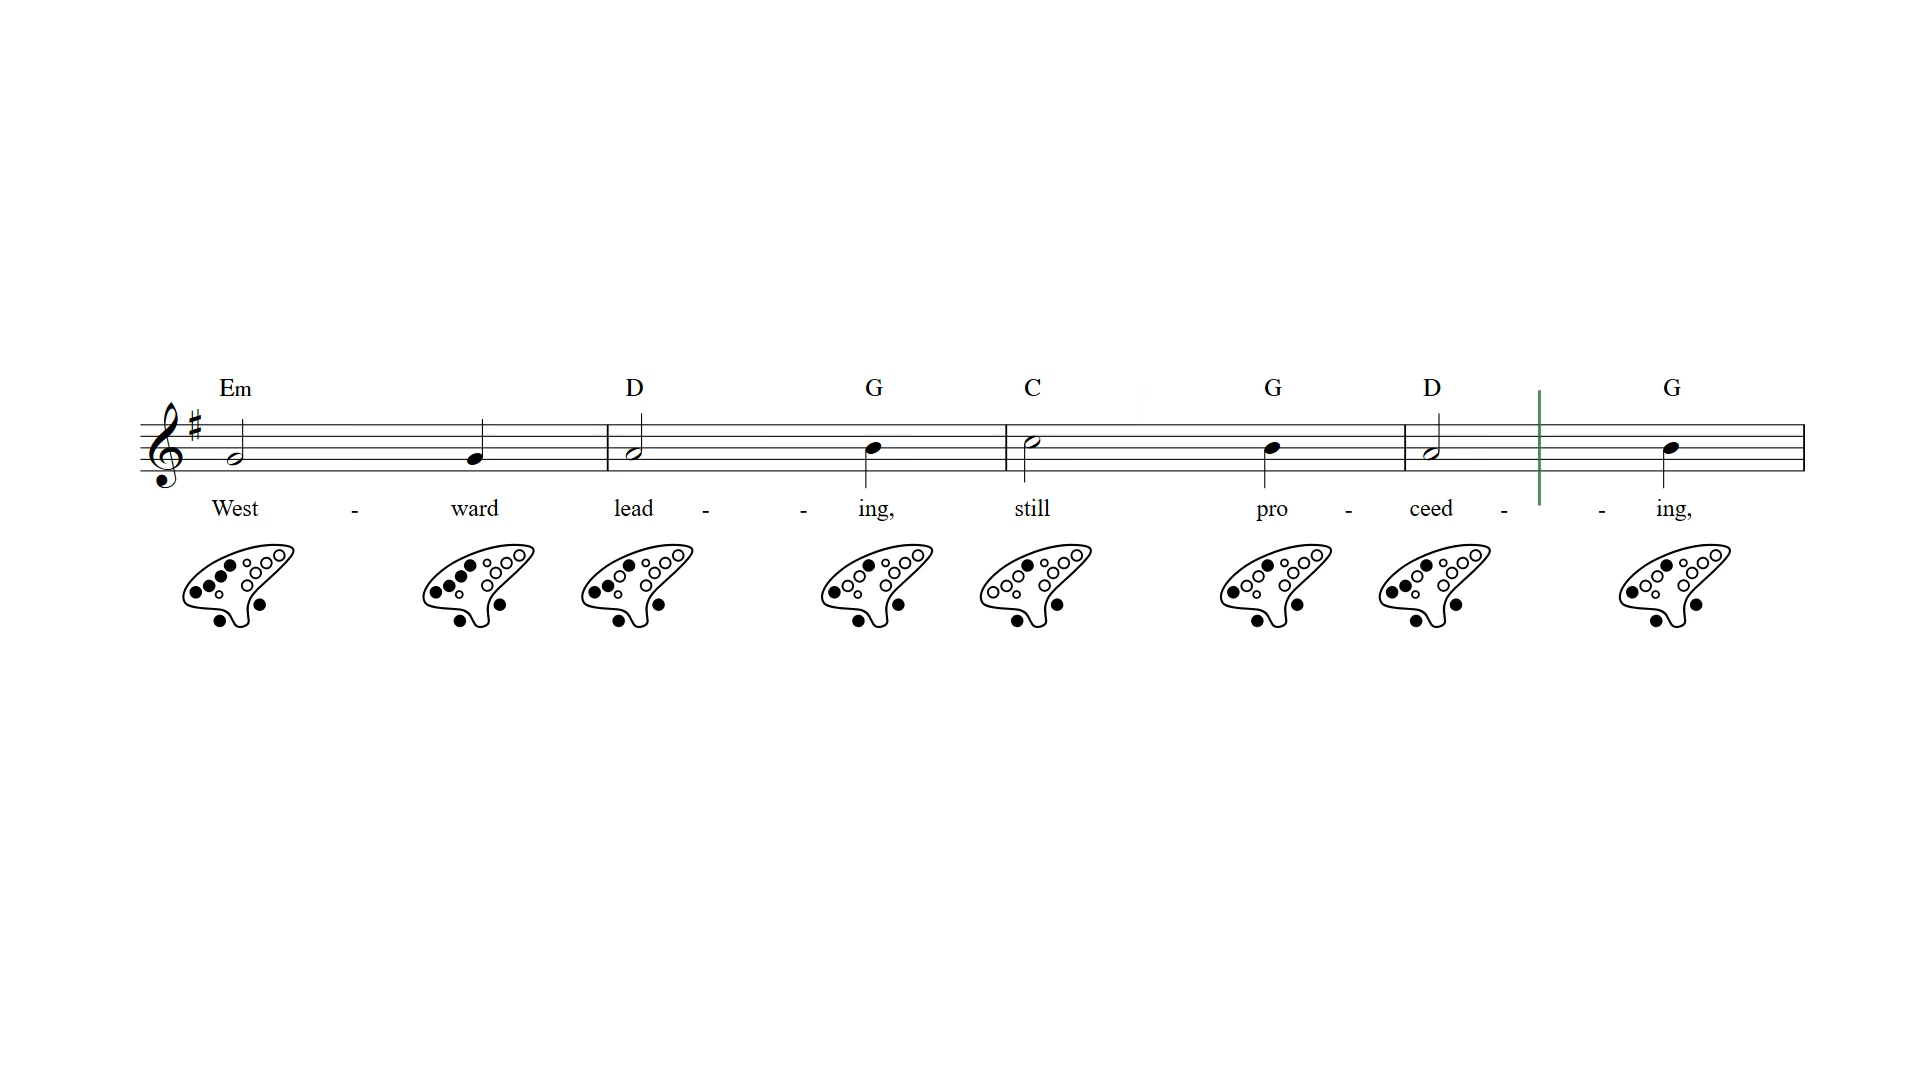 Em D G C G D G
West - ward lead - - ing, still pro - ceed - - ing,